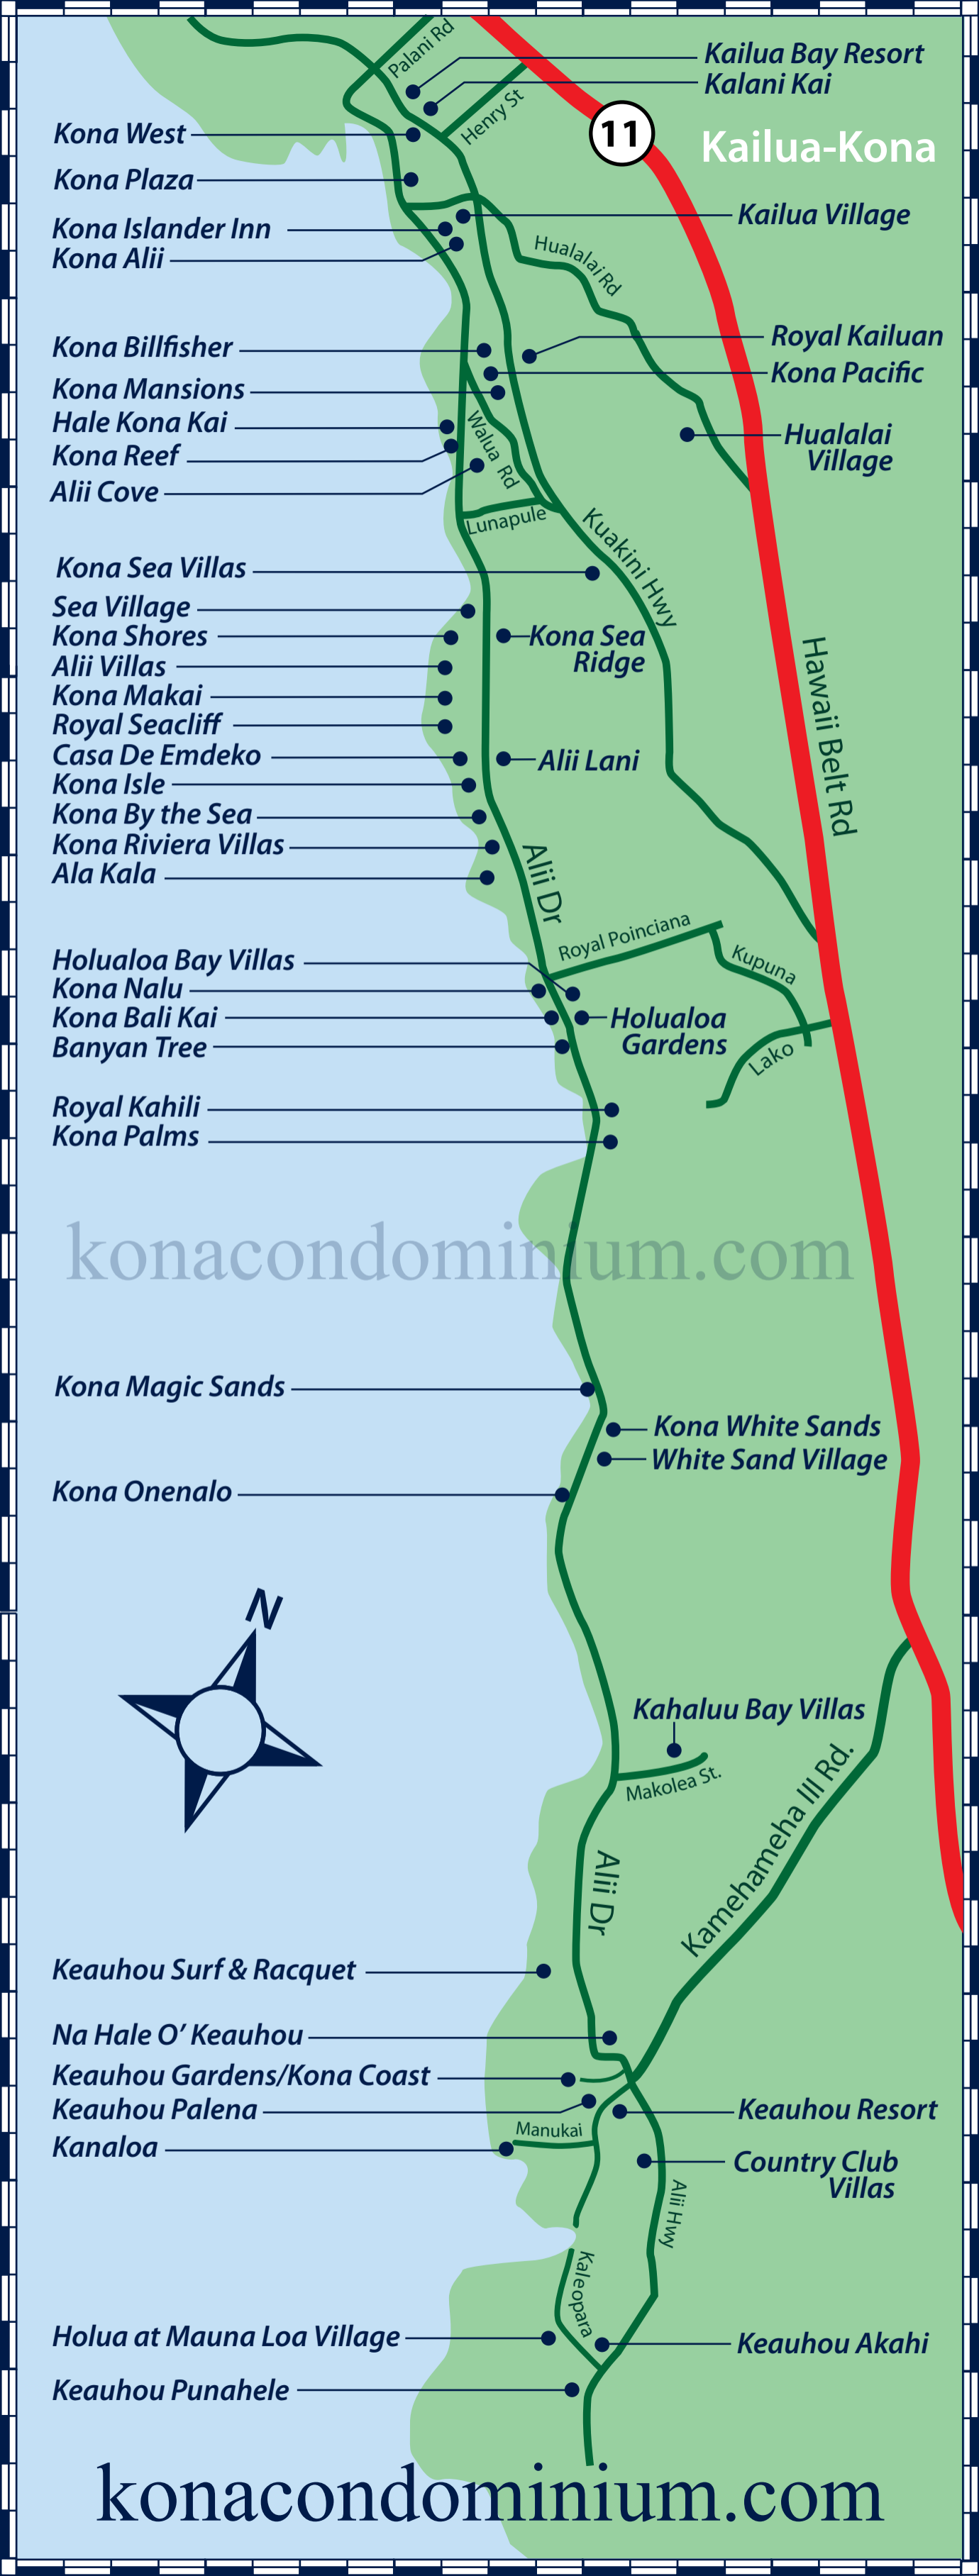 Palani Rd
Kailua Bay Resort
Kalani Kai
Henry St
11
Kailua-Kona
Kona West
Kona Plaza
Kailua Village
Kona Islander Inn
Kona Alii
Hualalai Rd
Royal Kailuan
Kona Billfisher
Kona Pacific
Kona Mansions
Hale Kona Kai
Walua Rd
Hualalai
Village
Kona Reef
Alii Cove
Lunapule
Kuakini Hwy
Kona Sea Villas
Sea Village
Kona Shores
Kona Sea
Ridge
Alii Villas
Hawaii Belt Rd
Kona Makai
Royal Seacliff
Casa De Emdeko
Alii Lani
Kona Isle
Kona By the Sea
Kona Riviera Villas
Ala Kala
Alii Dr
Royal Poinciana
Kupuna
Holualoa Bay Villas
Kona Nalu
Kona Bali Kai
Holualoa
Gardens
Banyan Tree
Lako
Royal Kahili
Kona Palms
konacondominium.com
Kona Magic Sands
Kona White Sands
White Sand Village
Kona Onenalo
N
Kahaluu Bay Villas
Makolea St.
Kamehameha III Rd.
Alii Dr
Keauhou Surf & Racquet
Na Hale O’ Keauhou
Keauhou Gardens/Kona Coast
Keauhou Palena
Keauhou Resort
Manukai
Kanaloa
Country Club
Villas
Alii Hwy
Kaleopara
Holua at Mauna Loa Village
Keauhou Akahi
Keauhou Punahele
konacondominium.com